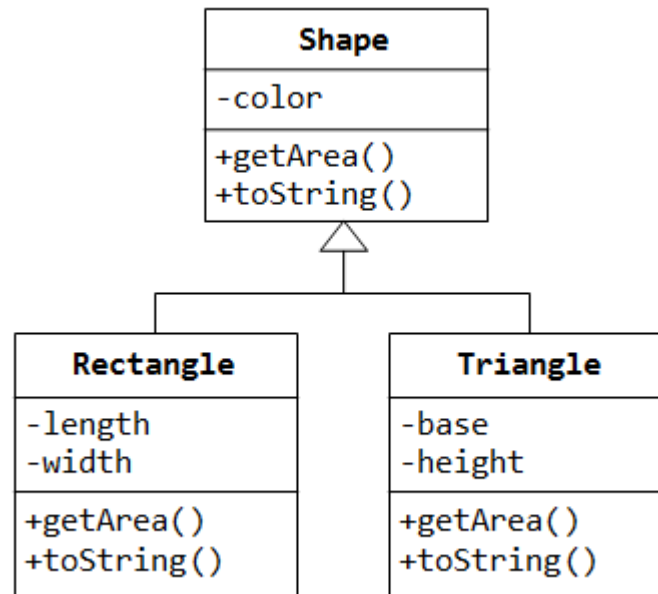 Shape
-color
+getArea()
+toString()
Rectangle
-length
-width
+getArea()
+toString()
Triangle
-base
-height
+getArea()
+toString()